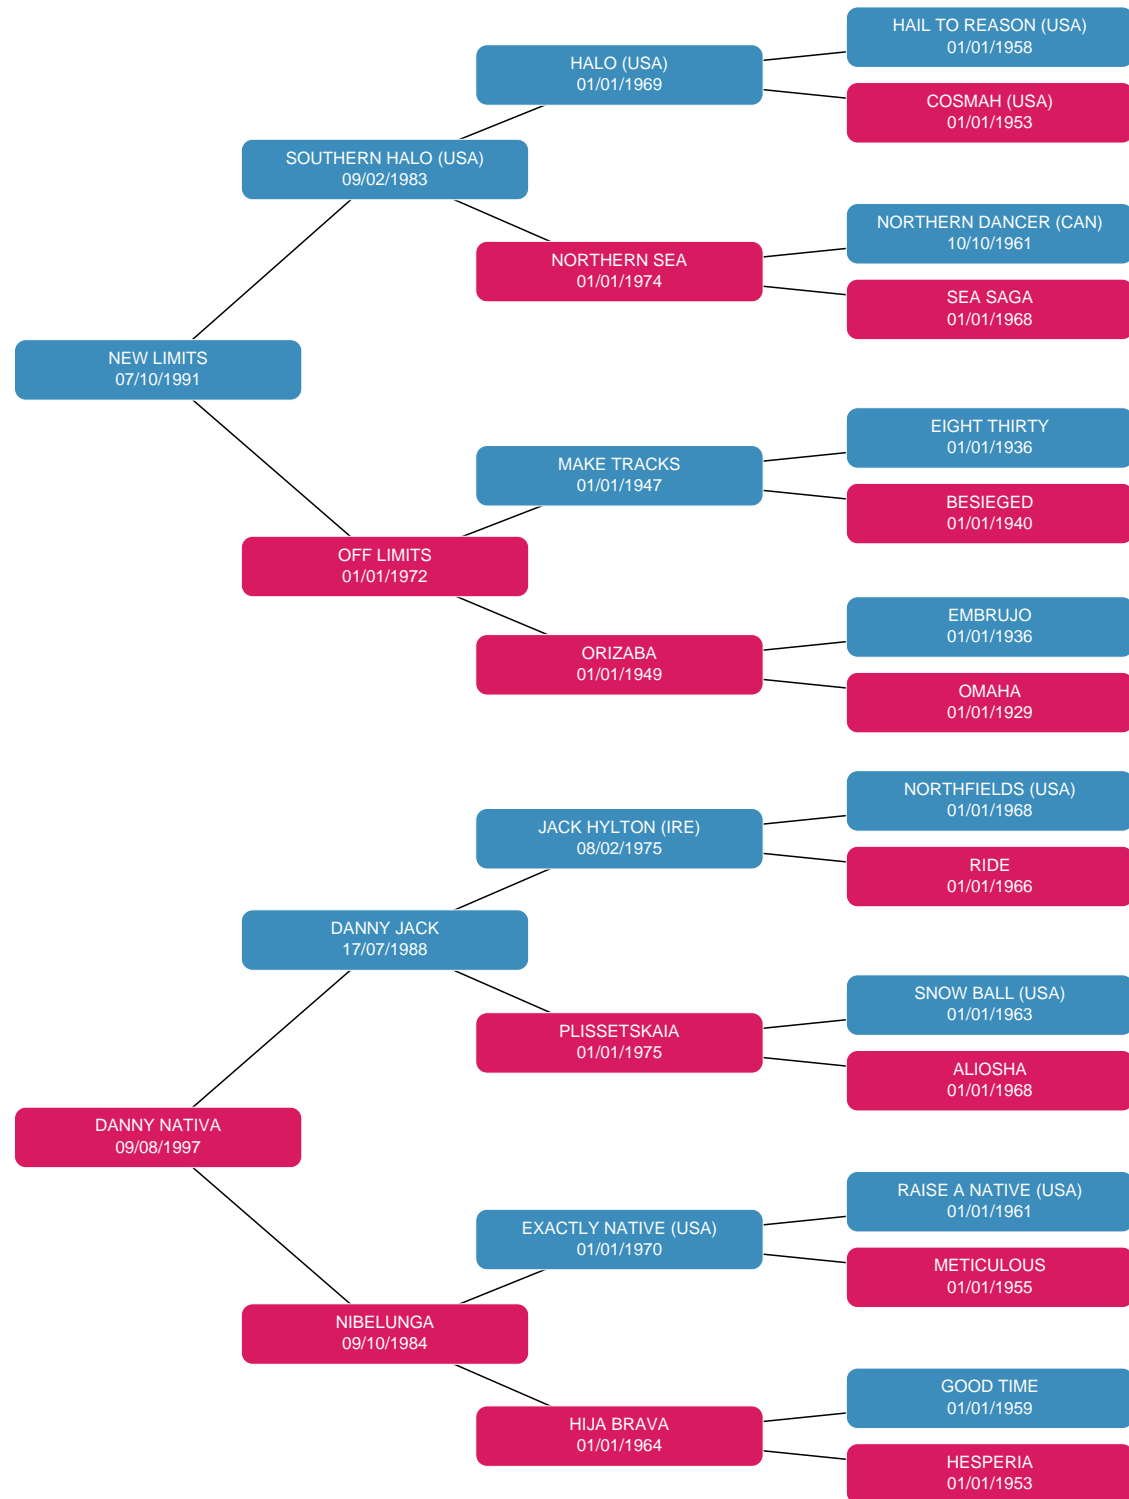 HAIL TO REASON (USA)
01/01/1958
HALO (USA)
01/01/1969
COSMAH (USA)
01/01/1953
SOUTHERN HALO (USA)
09/02/1983
NORTHERN DANCER (CAN)
10/10/1961
NORTHERN SEA
01/01/1974
SEA SAGA
01/01/1968
NEW LIMITS
07/10/1991
EIGHT THIRTY
01/01/1936
MAKE TRACKS
01/01/1947
BESIEGED
01/01/1940
OFF LIMITS
01/01/1972
EMBRUJO
01/01/1936
ORIZABA
01/01/1949
OMAHA
01/01/1929
NORTHFIELDS (USA)
01/01/1968
JACK HYLTON (IRE)
08/02/1975
RIDE
01/01/1966
DANNY JACK
17/07/1988
SNOW BALL (USA)
01/01/1963
PLISSETSKAIA
01/01/1975
ALIOSHA
01/01/1968
DANNY NATIVA
09/08/1997
RAISE A NATIVE (USA)
01/01/1961
EXACTLY NATIVE (USA)
01/01/1970
METICULOUS
01/01/1955
NIBELUNGA
09/10/1984
GOOD TIME
01/01/1959
HIJA BRAVA
01/01/1964
HESPERIA
01/01/1953